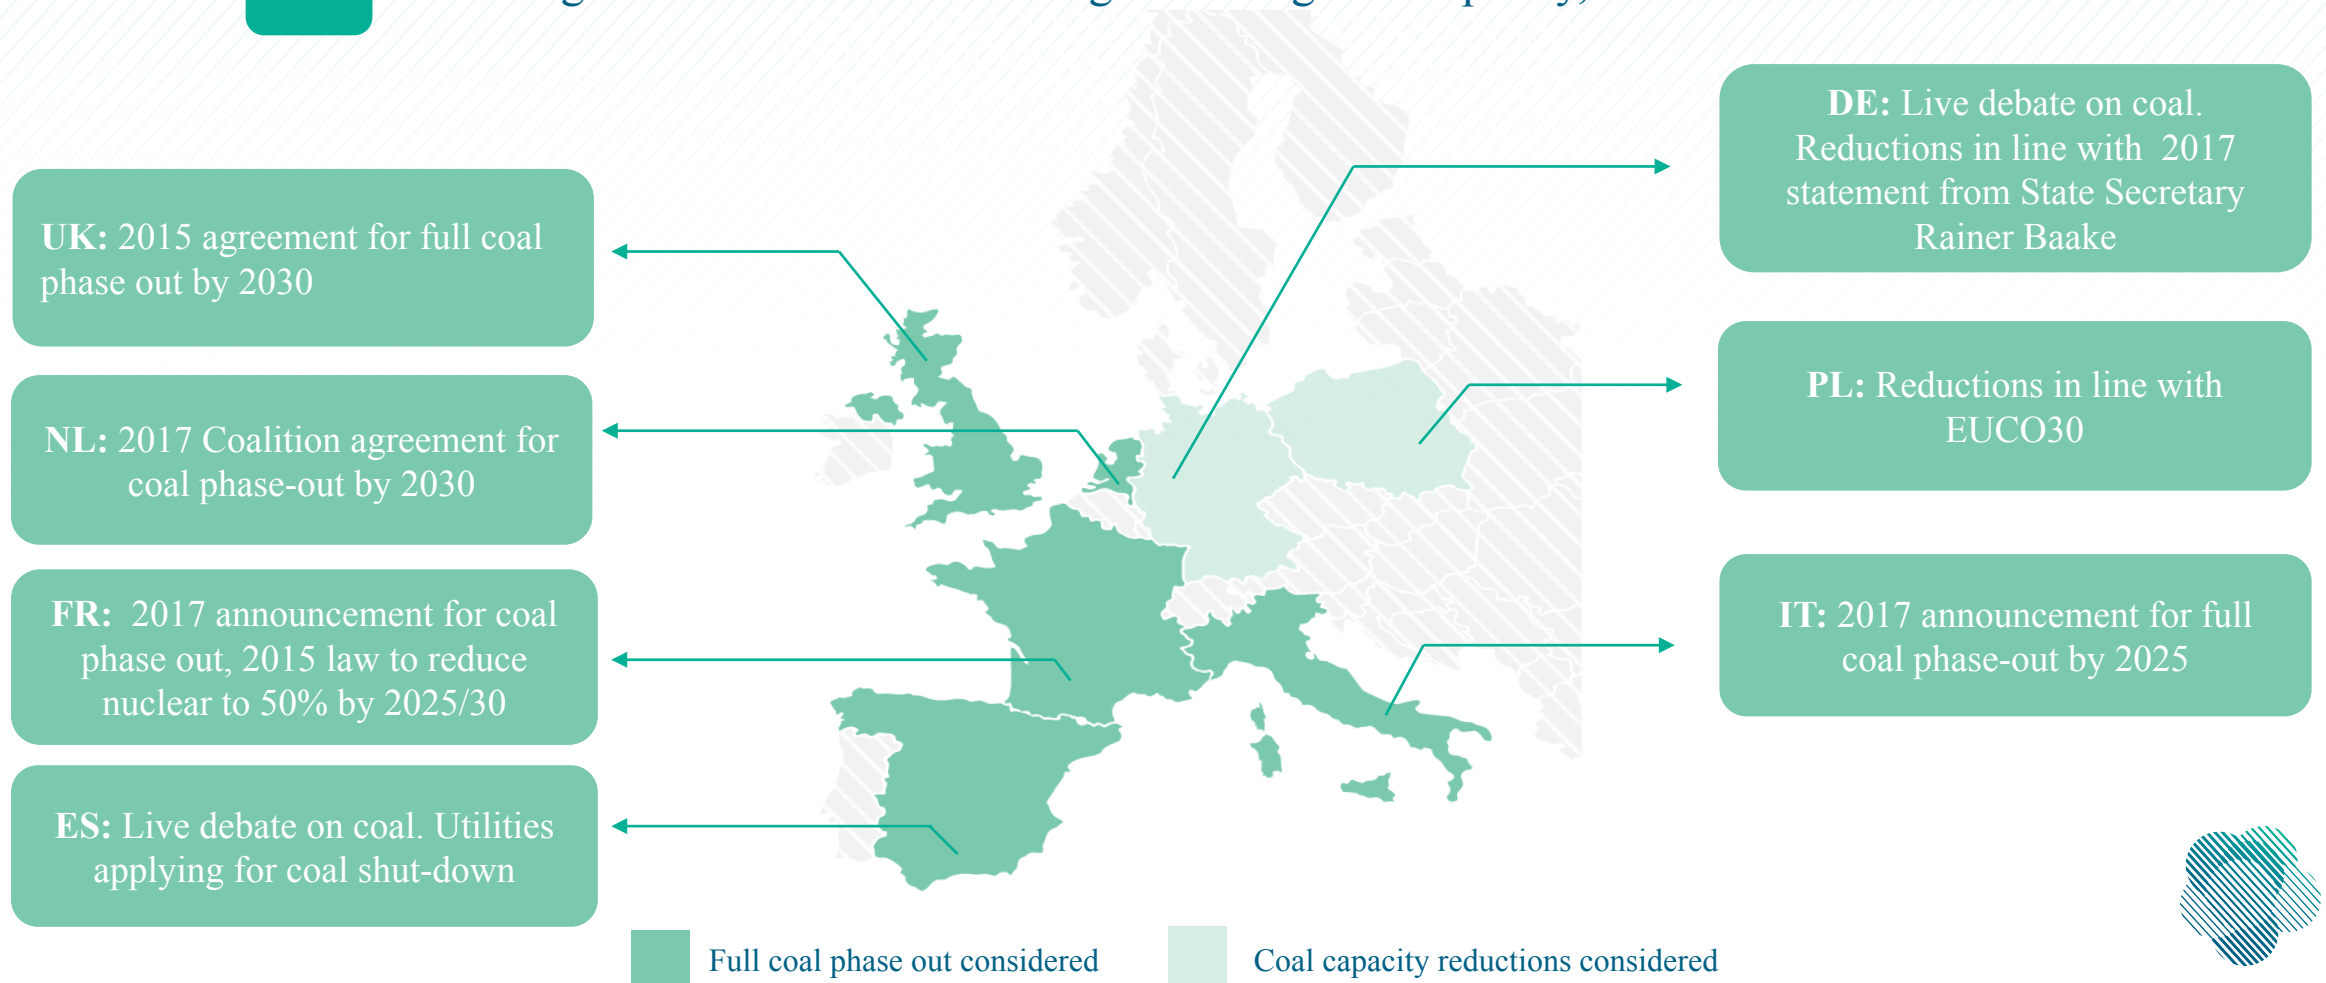 UK: 2015 agreement for full coal
phase out by 2030
NL: 2017 Coalition agreement for
coal phase-out by 2030
FR: 2017 announcement for coal
phase out, 2015 law to reduce
nuclear to 50% by 2025/30
ES: Live debate on coal. Utilities
applying for coal shut-down
DE: Live debate on coal.
Reductions in line with 2017
statement from State Secretary
Rainer Baake
PL: Reductions in line with
EUCO30
IT: 2017 announcement for full
coal phase-out by 2025
Full coal phase out considered
Coal capacity reductions considered